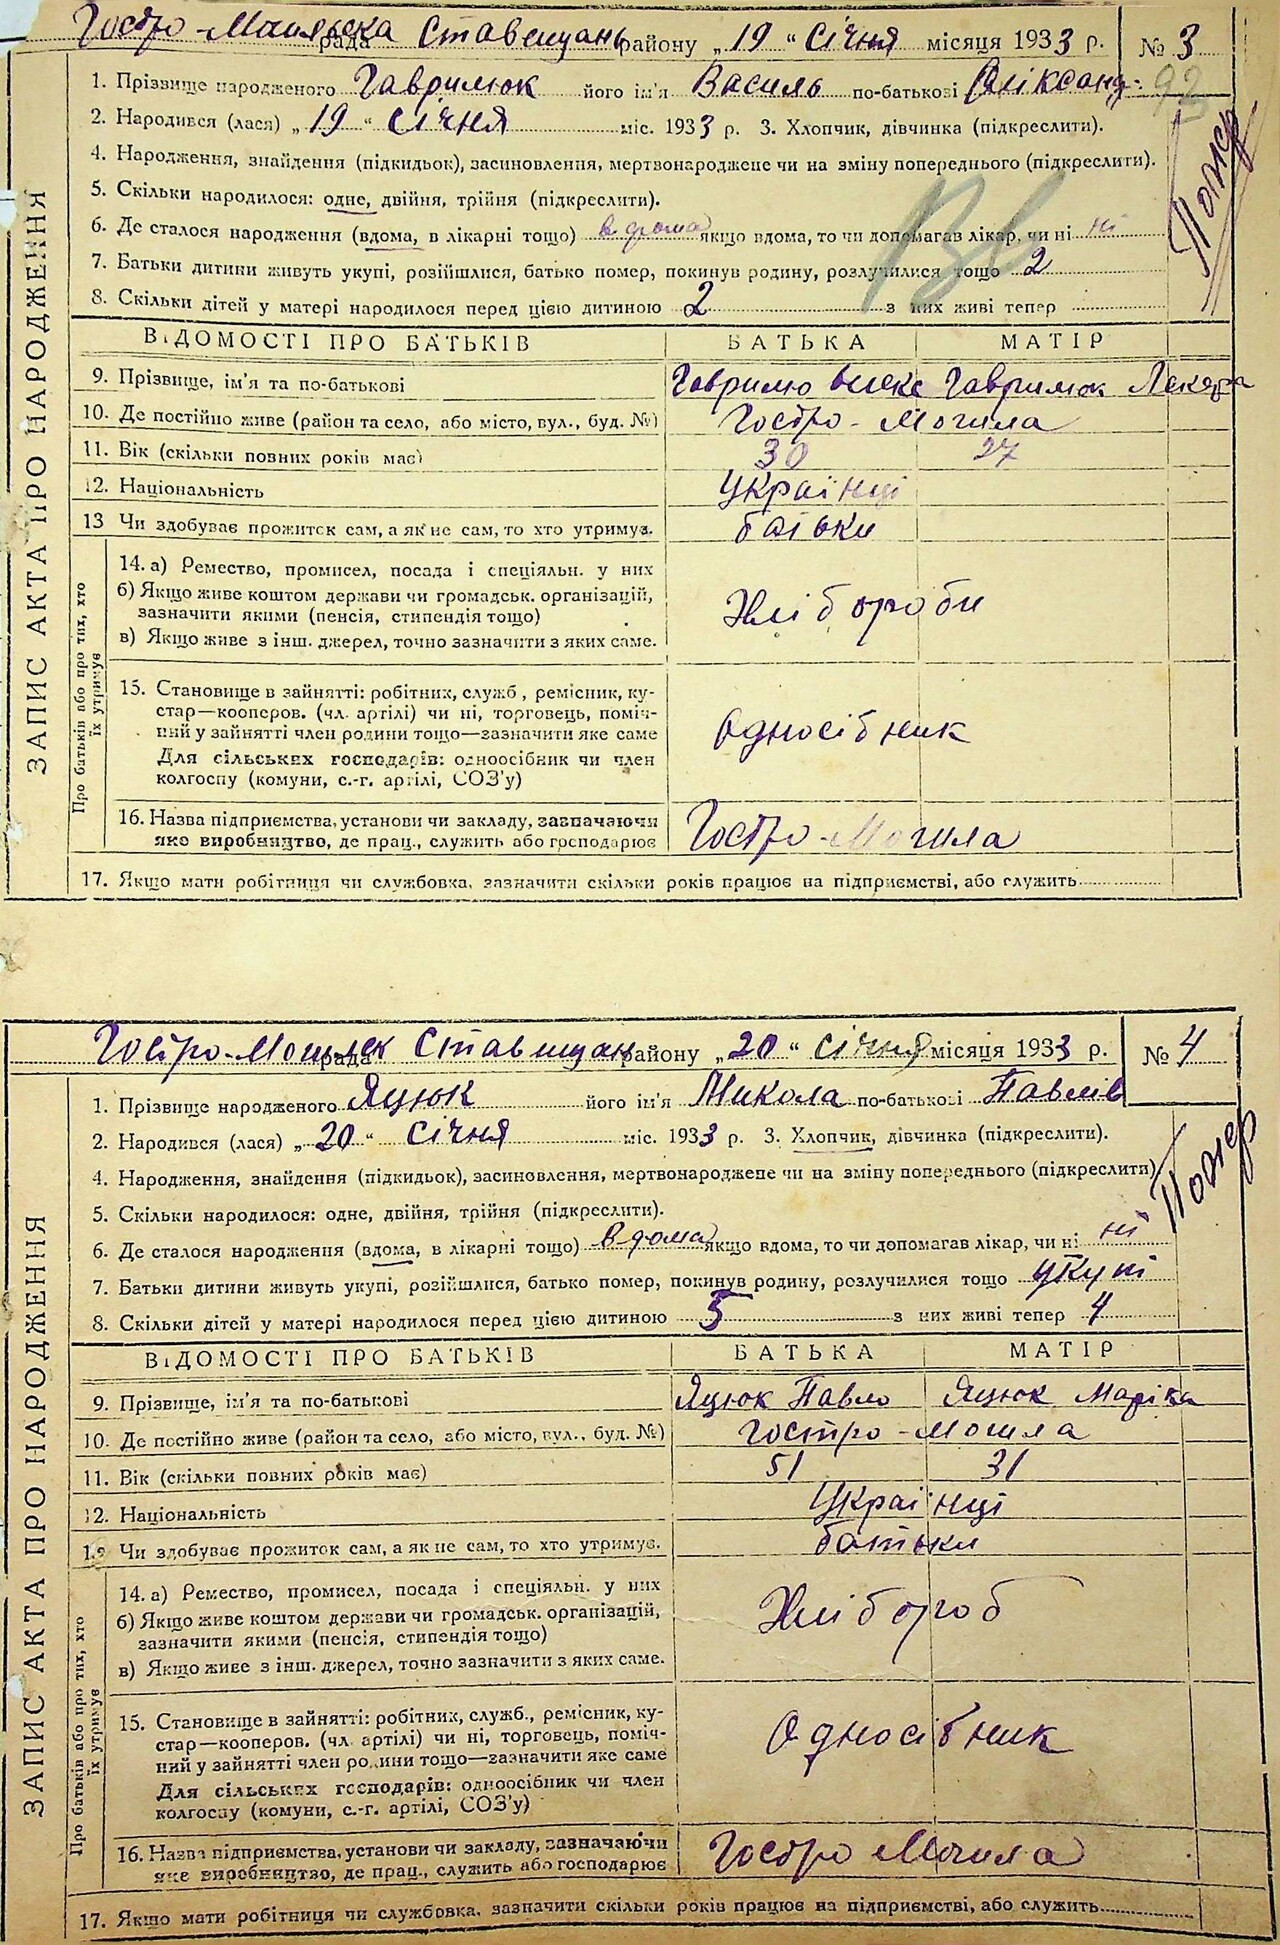 Гостро-Могильска рада Ставищан району „19" Січня місяця 1933 р. № 3
92
1. Прізвище народженого Гаврилюк його ім'я Василь по-батькові Оліксанд-
Помер
2. Народився (лася) „19" січня міс. 1933 р. 3. Хлопчик, дівчинка (підкреслити).
4. Народження, знайдення (підкидьок), засиновлення, мертвонароджене чи на зміну попереднього (підкреслити).
5. Скільки народилося: одне, двійня, трійня (підкреслити).
6. Де сталося народження (вдома, в лікарні тощо) в дома якщо вдома, то чи допомагав лікар, чи ні ні
7. Батьки дитини живуть укупі, розійшлися, батько помер, покинув родину, розлучилися тощо 2
8. Скільки дітей у матері народилося перед цією дитиною 2 з них живі тепер
ЗАПИС АКТА ПРО НАРОДЖЕННЯ
ВІДОМОСТІ ПРО БАТЬКІВ БАТЬКА МАТІР
9. Прізвище, ім'я та по-батькові Гаврилю Гаврилюк
10. Де постійно живе (район та село, або місто, вул., буд. №) Гостро-Могила
11. Вік (скільки повних років має) 30 27
12. Національність Українці
13 Чи здобуває прожиток сам, а як не сам, то хто утримує. батьки
Про батьків або про тих, хто їх утримує
14. а) Ремество, промисел, посада і спеціяльн. у них
б) Якщо живе коштом держави чи громадськ. організацій, зазначити якими (пенсія, стипендія тощо) Хлібороби
в) Якщо живе з інш. джерел, точно зазначити з яких саме.
15. Становище в зайнятті: робітник, служб., ремісник, ку-
стар—кооперов. (чл. артілі) чи ні, торговець, поміч-
ний у зайнятті член родини тощо—зазначити яке саме Односібник
Для сільських господарів: одноосібник чи член
колгоспу (комуни, с.-г. артілі, СОЗ'у)
16. Назва підприємства, установи чи закладу, зазначаючи
яке виробництво, де прац., служить або господарює Гостро-Могила
17. Якщо мати робітниця чи службовка, зазначити скільки років працює на підприємстві, або служить
Гостро-Могильск рада Ставищан району „20" січня місяця 1933 р. № 4
1. Прізвище народженого Яцюк його ім'я Микола по-батькові Павлів
2. Народився (лася) „20" січня міс. 1933 р. 3. Хлопчик, дівчинка (підкреслити).
Помер
4. Народження, знайдення (підкидьок), засиновлення, мертвонароджене чи на зміну попереднього (підкреслити)
5. Скільки народилося: одне, двійня, трійня (підкреслити).
6. Де сталося народження (вдома, в лікарні тощо) в дома якщо вдома, то чи допомагав лікар, чи ні ні
7. Батьки дитини живуть укупі, розійшлися, батько помер, покинув родину, розлучилися тощо укупі
8. Скільки дітей у матері народилося перед цією дитиною 5 з них живі тепер 4
ЗАПИС АКТА ПРО НАРОДЖЕННЯ
ВІДОМОСТІ ПРО БАТЬКІВ БАТЬКА МАТІР
9. Прізвище, ім'я та по-батькові Яцюк Павло Яцюк Маріка
10. Де постійно живе (район та село, або місто, вул., буд. №) Гостро-Могила
11. Вік (скільки повних років має) 51 31
12. Національність Українці
13 Чи здобуває прожиток сам, а як не сам, то хто утримує. батьки
Про батьків або про тих, хто їх утримує
14. а) Ремество, промисел, посада і спеціяльн. у них
б) Якщо живе коштом держави чи громадськ. організацій, зазначити якими (пенсія, стипендія тощо) Хлібороб
в) Якщо живе з інш. джерел, точно зазначити з яких саме.
15. Становище в зайнятті: робітник, служб., ремісник, ку-
стар—кооперов. (чл. артілі) чи ні, торговець, поміч-
ний у зайнятті член родини тощо—зазначити яке саме Односібник
Для сільських господарів: одноосібник чи член
колгоспу (комуни, с.-г. артілі, СОЗ'у)
16. Назва підприємства, установи чи закладу, зазначаючи
яке виробництво, де прац., служить або господарює Гостро Могила
17. Якщо мати робітниця чи службовка, зазначити скільки років працює на підприємстві, або служить